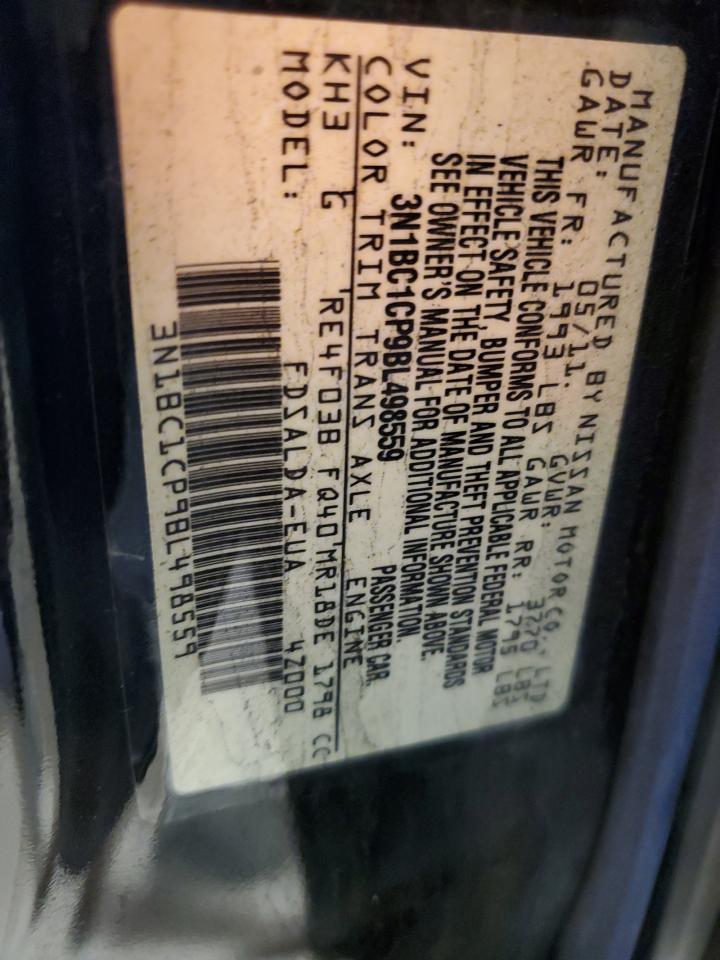 MANUFACTURED BY NISSAN MOTOR CO., LTD
DATE: 05/11. GVWR: 3770 LBS
GAWR FR: 1993 LBS GAWR RR: 1795 LBS
THIS VEHICLE CONFORMS TO ALL APPLICABLE FEDERAL MOTOR
VEHICLE SAFETY, BUMPER AND THEFT PREVENTION STANDARDS
IN EFFECT ON THE DATE OF MANUFACTURE SHOWN ABOVE.
SEE OWNER'S MANUAL FOR ADDITIONAL INFORMATION.
VIN: 3N1BC1CP9BL498559 PASSENGER CAR.
COLOR TRIM TRANS AXLE ENGINE
KH3 G RE4F03B FQ40 MR18DE 1798 CC
MODEL: FDSALDA-EUA 4Z000
3N1BC1CP9BL498559